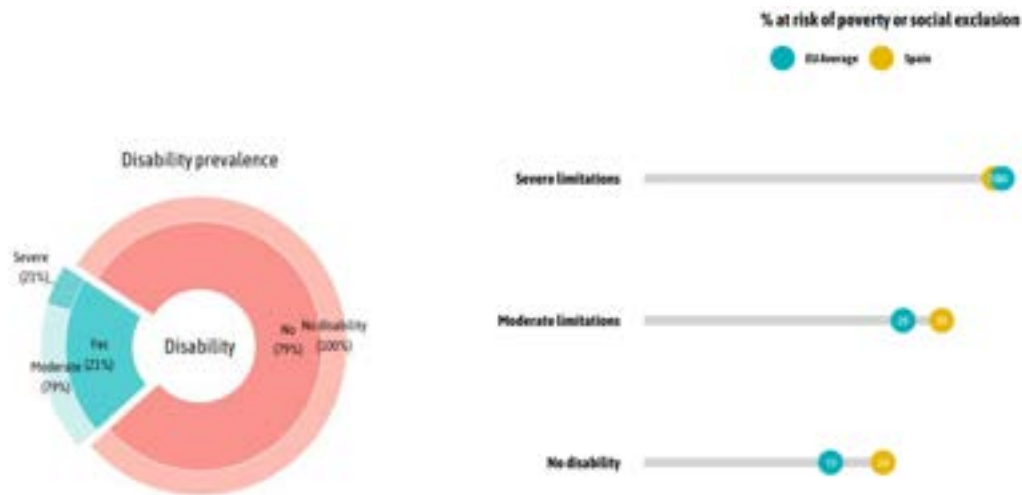 % at risk of poverty or social exclusion
EU Average Spain
Disability prevalence
Severe limitations
Severe
(21%)
Moderate limitations
No
(79%)
No disability
(100%)
Disability
Yes
(21%)
Moderate
(79%)
No disability